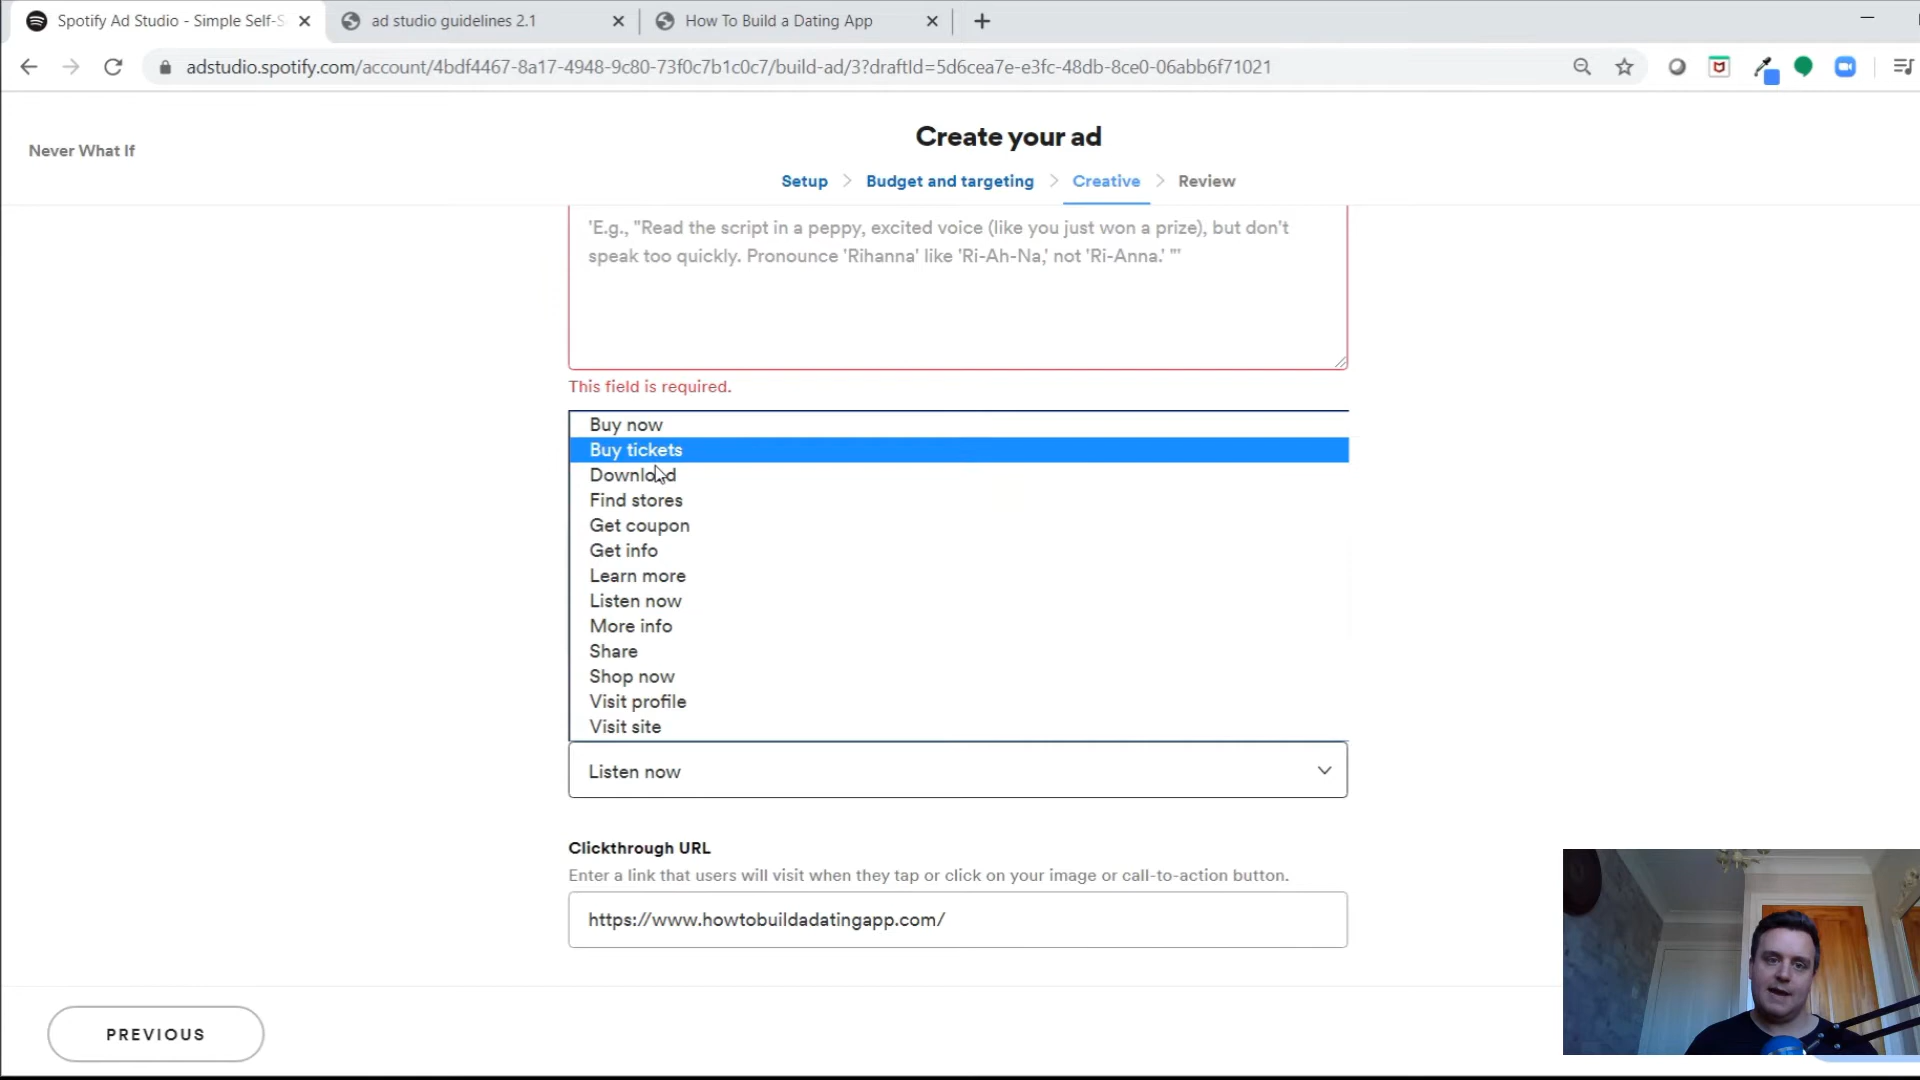 Spotify Ad Studio - Simple Self-S
ad studio guidelines 2.1
How To Build a Dating App
adstudio.spotify.com/account/4bdf4467-8a17-4948-9c80-73f0c7b1c0c7/build-ad/3?draftId=5d6cea7e-e3fc-48db-8ce0-06abb6f71021
Never What If
Create your ad
Setup > Budget and targeting > Creative > Review
'E.g., "Read the script in a peppy, excited voice (like you just won a prize), but don't
speak too quickly. Pronounce 'Rihanna' like 'Ri-Ah-Na,' not 'Ri-Anna.' "'
This field is required.
Buy now
Buy tickets
Download
Find stores
Get coupon
Get info
Learn more
Listen now
More info
Share
Shop now
Visit profile
Visit site
Listen now
Clickthrough URL
Enter a link that users will visit when they tap or click on your image or call-to-action button.
https://www.howtobuildadatingapp.com/
PREVIOUS